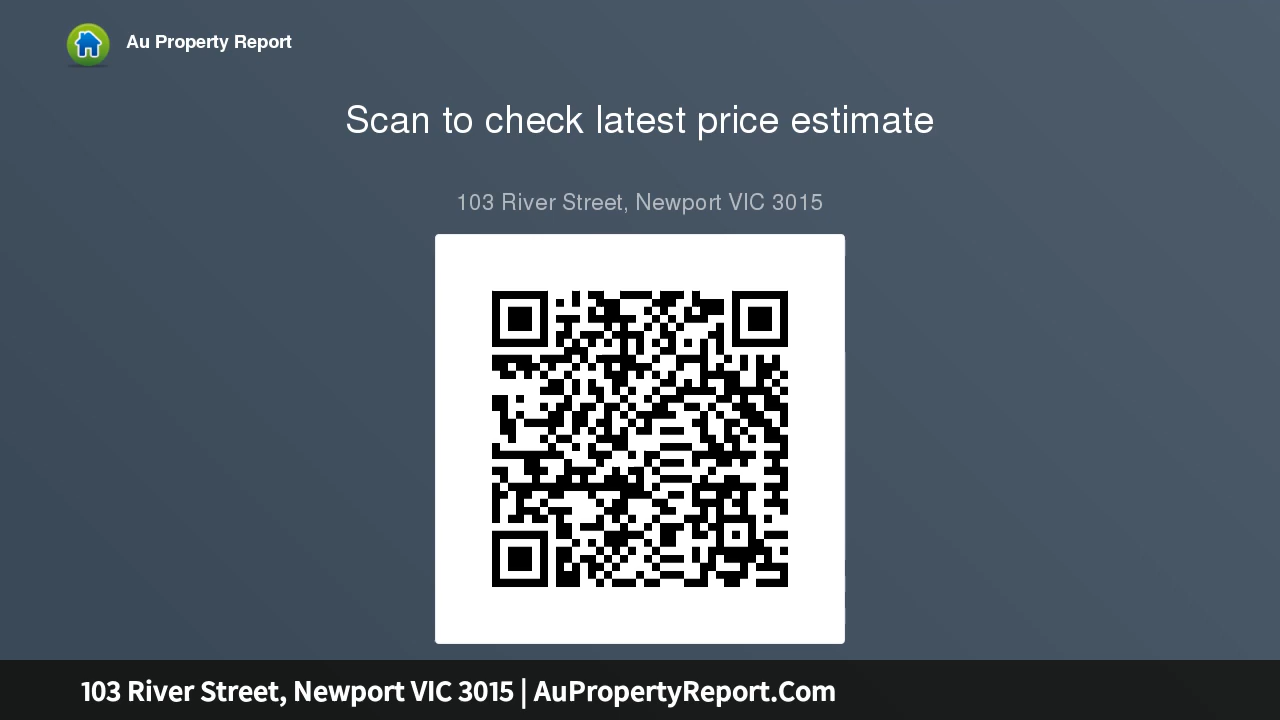 Au Property Report
Scan to check latest price estimate
103 River Street, Newport VIC 3015
103 River Street, Newport VIC 3015 | AuPropertyReport.Com